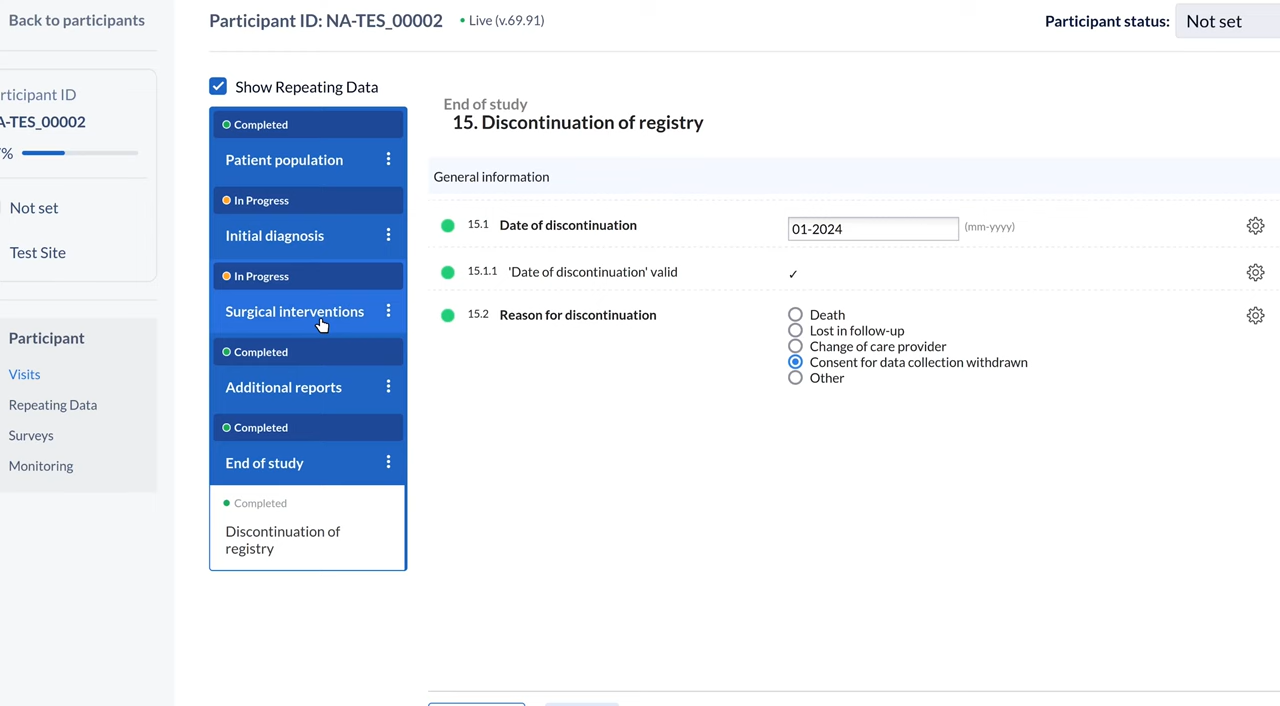 Back to participants
Participant ID: NA-TES_00002
Live (v.69.91)
Participant status:
Not set
rticipant ID
A-TES_00002
%
Not set
Test Site
Participant
Visits
Repeating Data
Surveys
Monitoring
Show Repeating Data
Completed
Patient population
In Progress
Initial diagnosis
In Progress
Surgical interventions
Completed
Additional reports
Completed
End of study
Completed
Discontinuation of
registry
End of study
15. Discontinuation of registry
General information
15.1 Date of discontinuation
01-2024 (mm-yyyy)
15.1.1 'Date of discontinuation' valid ✓
15.2 Reason for discontinuation
Death
Lost in follow-up
Change of care provider
Consent for data collection withdrawn
Other